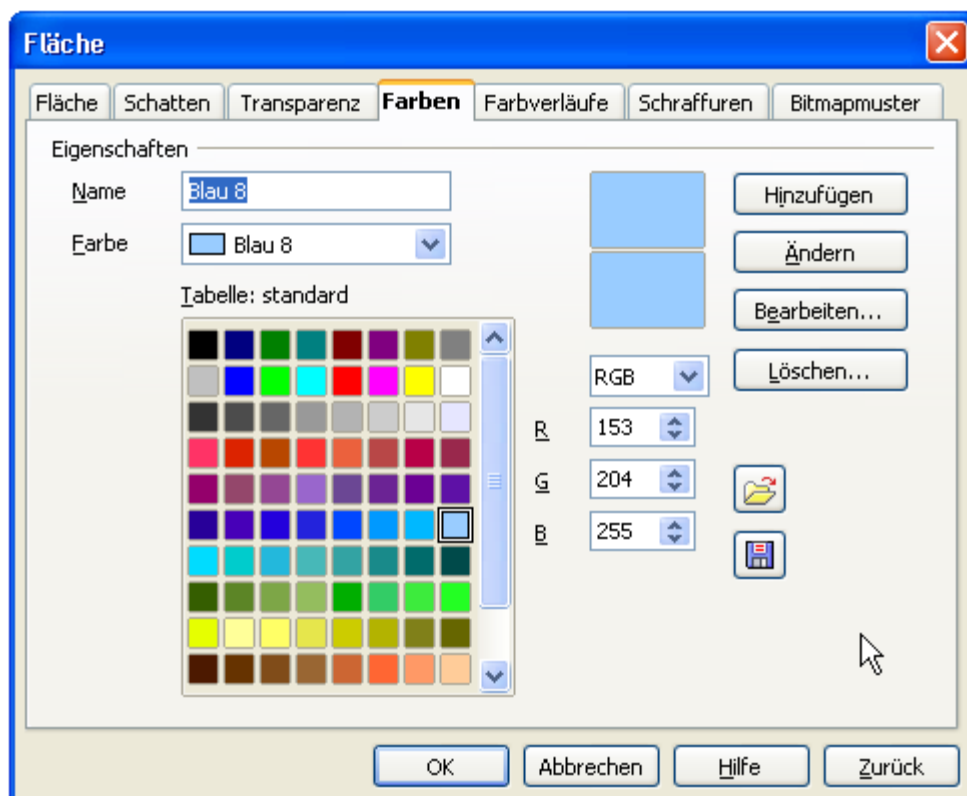 Fläche
Fläche Schatten Transparenz Farben Farbverläufe Schraffuren Bitmapmuster
Eigenschaften
Name Blau 8 Hinzufügen
Farbe Blau 8 Ändern
Tabelle: standard
Bearbeiten...
RGB Löschen...
R 153
G 204
B 255
OK Abbrechen Hilfe Zurück